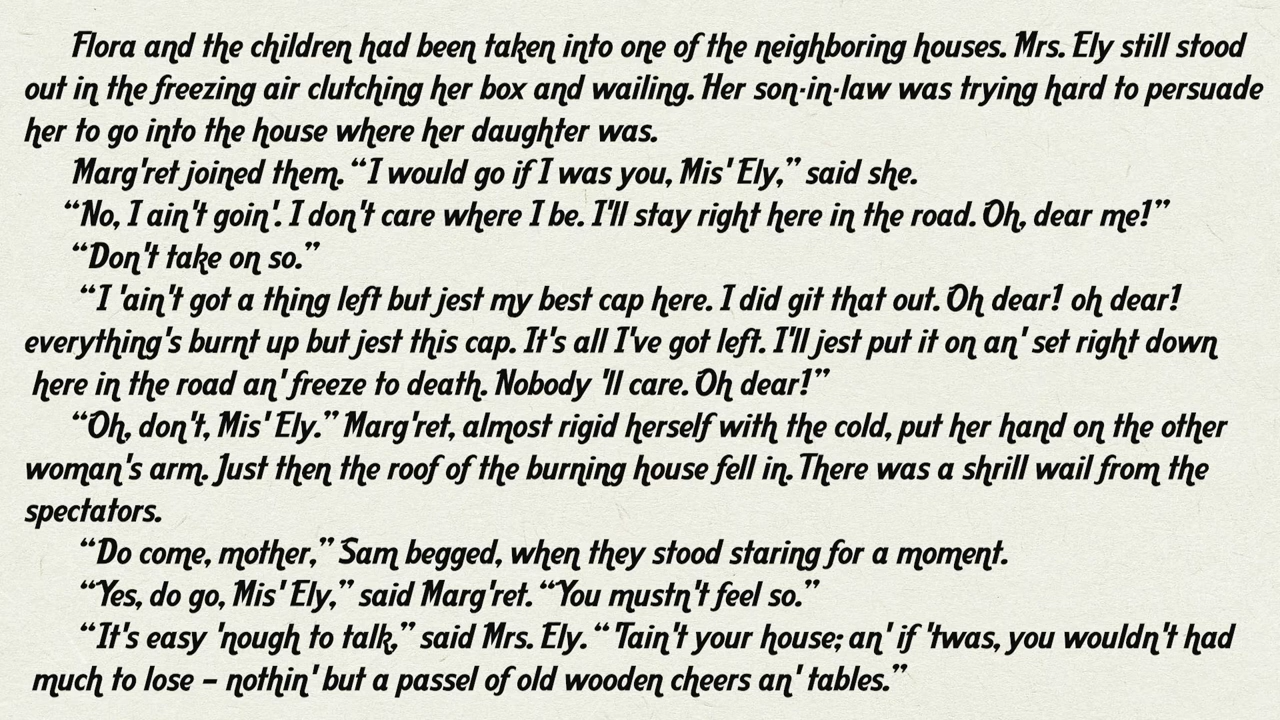 Flora and the children had been taken into one of the neighboring houses. Mrs. Ely still stood
out in the freezing air clutching her box and wailing. Her son-in-law was trying hard to persuade
her to go into the house where her daughter was.
Marg'ret joined them. “I would go if I was you, Mis' Ely,” said she.
“No, I ain't goin'. I don't care where I be. I'll stay right here in the road. Oh, dear me!”
“Don't take on so.”
“I 'ain't got a thing left but jest my best cap here. I did git that out. Oh dear! oh dear!
everything's burnt up but jest this cap. It's all I've got left. I'll jest put it on an' set right down
here in the road an' freeze to death. Nobody 'll care. Oh dear!”
“Oh, don't, Mis' Ely.” Marg'ret, almost rigid herself with the cold, put her hand on the other
woman's arm. Just then the roof of the burning house fell in. There was a shrill wail from the
spectators.
“Do come, mother,” Sam begged, when they stood staring for a moment.
“Yes, do go, Mis' Ely,” said Marg'ret. “You mustn't feel so.”
“It's easy 'nough to talk,” said Mrs. Ely. “ 'Tain't your house; an' if 'twas, you wouldn't had
much to lose – nothin' but a passel of old wooden cheers an' tables.”